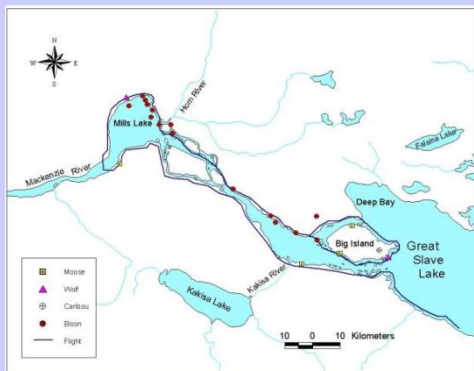 N
W E
S
Horn River
Mills Lake
Mackenzie River
Falaise Lake
Deep Bay
Big Island
Great
Slave
Lake
Kakisa River
Kakisa Lake
Moose
Wolf
Caribou
Bison
Flight
10 0 10 Kilometers